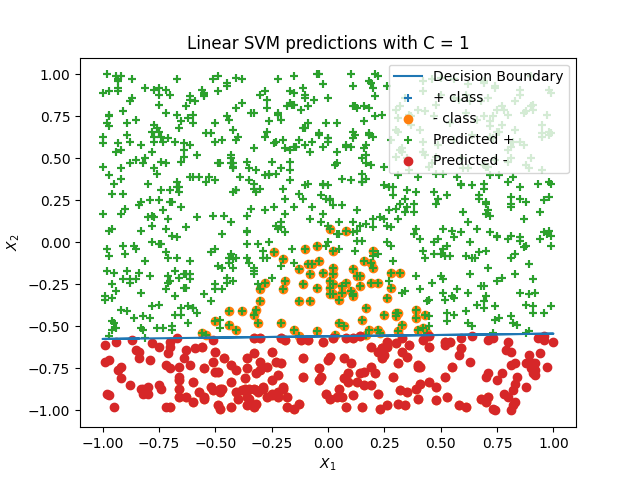 Linear SVM predictions with C = 1
Decision Boundary
+ class
- class
Predicted +
Predicted -
1.00
0.75
0.50
0.25
0.00
−0.25
−0.50
−0.75
−1.00
X₂
−1.00 −0.75 −0.50 −0.25 0.00 0.25 0.50 0.75 1.00
X₁